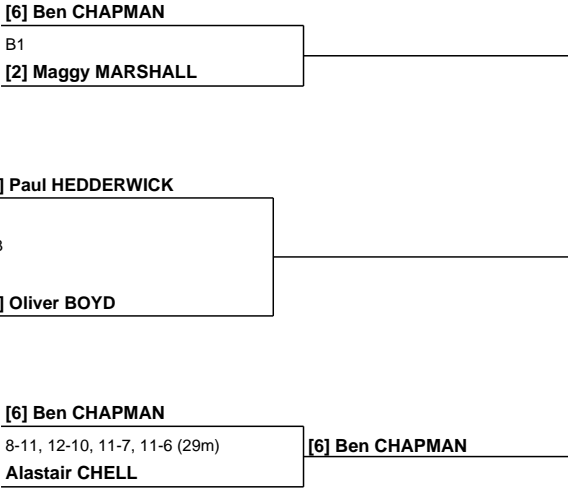 [6] Ben CHAPMAN
B1
[2] Maggy MARSHALL
] Paul HEDDERWICK
] Oliver BOYD
[6] Ben CHAPMAN
8-11, 12-10, 11-7, 11-6 (29m)
[6] Ben CHAPMAN
Alastair CHELL